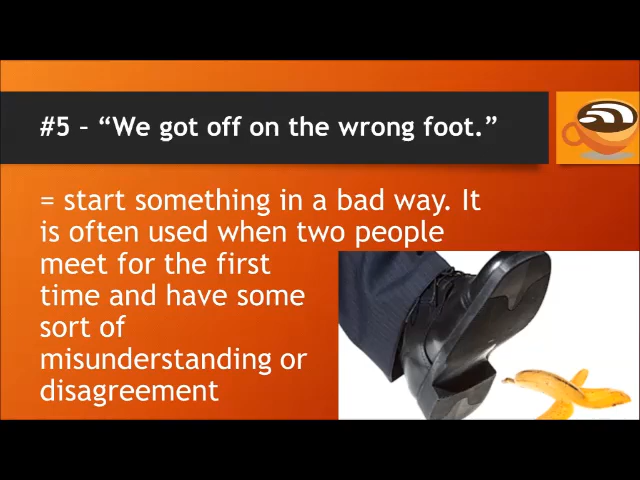 #5 – “We got off on the wrong foot.”
= start something in a bad way. It
is often used when two people
meet for the first
time and have some
sort of
misunderstanding or
disagreement